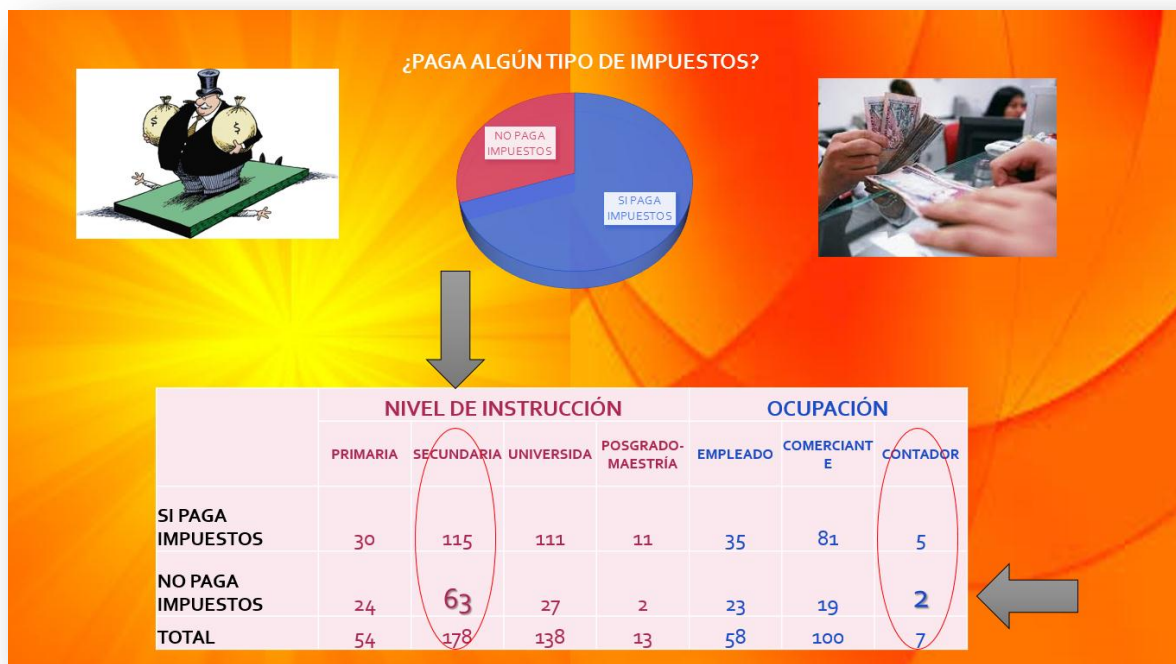 ¿PAGA ALGÚN TIPO DE IMPUESTOS?
$
$
NO PAGA
IMPUESTOS
SI PAGA
IMPUESTOS
NIVEL DE INSTRUCCIÓN OCUPACIÓN
PRIMARIA SECUNDARIA UNIVERSIDA POSGRADO-
MAESTRÍA EMPLEADO COMERCIANT
E CONTADOR
SI PAGA
IMPUESTOS 30 115 111 11 35 81 5
NO PAGA
IMPUESTOS 24 63 27 2 23 19 2
TOTAL 54 178 138 13 58 100 7